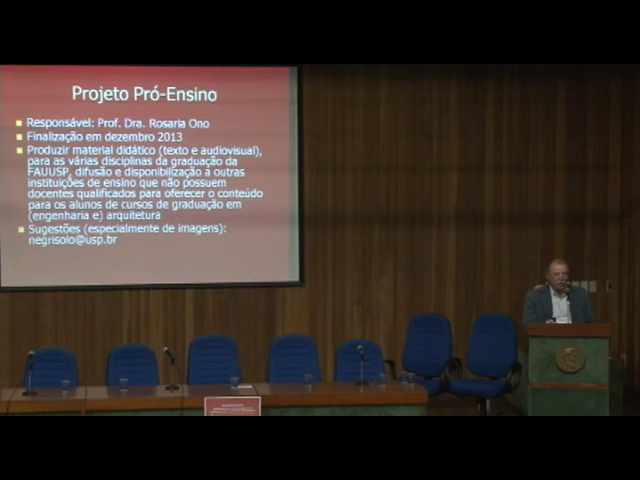 Projeto Pró-Ensino
Responsável: Prof. Dra. Rosaria Ono
Finalização em dezembro 2013
Produzir material didático (texto e audiovisual),
para as várias disciplinas da graduação da
FAUUSP, difusão e disponibilização a outras
instituições de ensino que não possuem
docentes qualificados para oferecer o conteúdo
para os alunos de cursos de graduação em
(engenharia e) arquitetura
Sugestões (especialmente de imagens):
negrisolo@usp.br